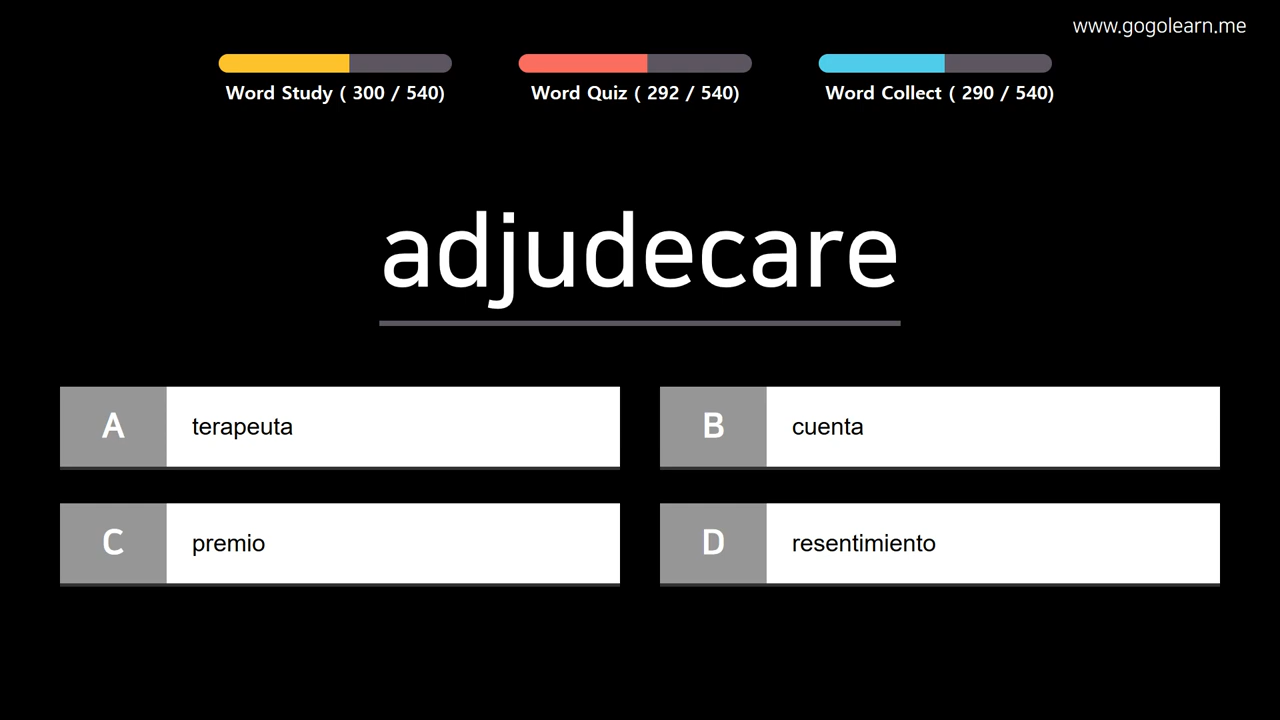 www.gogolearn.me
Word Study ( 300 / 540)
Word Quiz ( 292 / 540)
Word Collect ( 290 / 540)
adjudecare
A terapeuta
B cuenta
C premio
D resentimiento